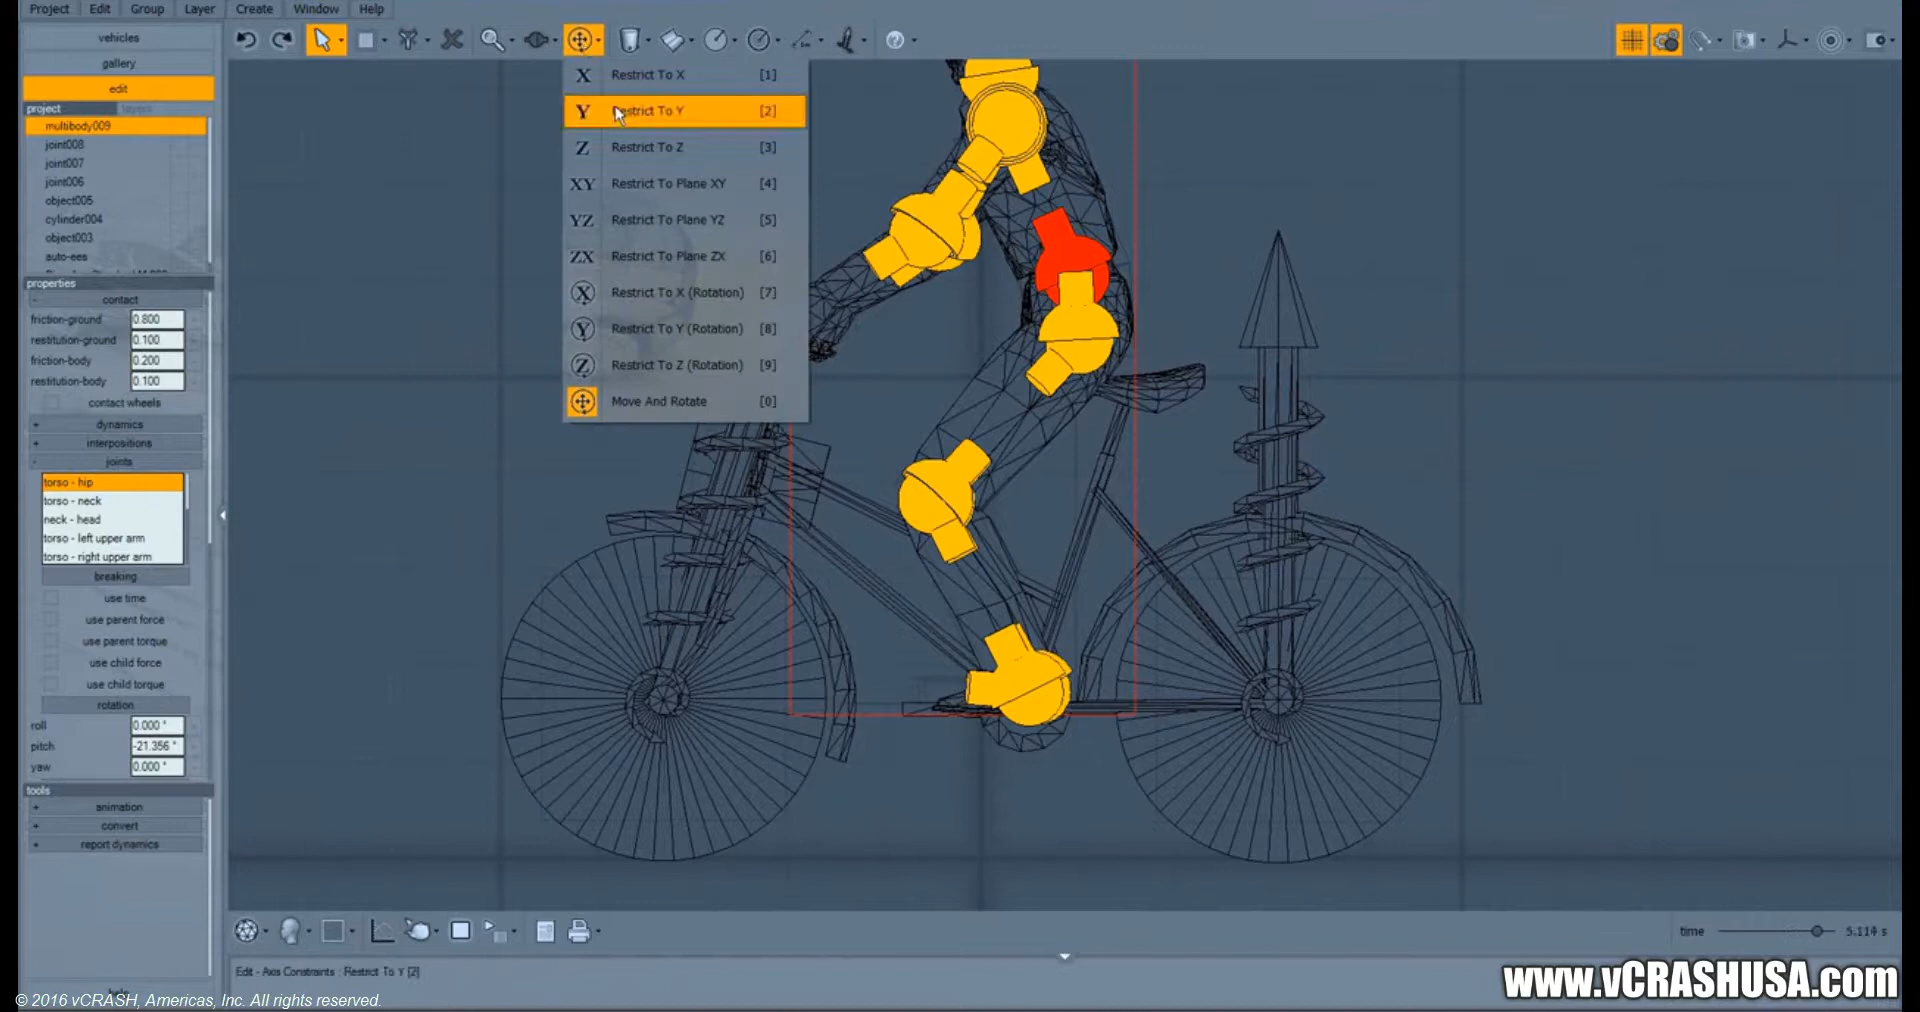 Project Edit Group Layer Create Window Help
vehicles
gallery
edit
project layers
multibody009
joint008
joint007
joint006
object005
cylinder004
object003
auto-ees
properties
- contact
friction-ground 0.800
restitution-ground 0.100
friction-body 0.200
restitution-body 0.100
contact wheels
+ dynamics
+ interpositions
- joints
torso - hip
torso - neck
neck - head
torso - left upper arm
torso - right upper arm
breaking
use time
use parent force
use parent torque
use child force
use child torque
rotation
roll 0.000 °
pitch -21.356 °
yaw 0.000 °
tools
+ animation
+ convert
+ report dynamics
help
X Restrict To X [1]
Y Restrict To Y [2]
Z Restrict To Z [3]
XY Restrict To Plane XY [4]
YZ Restrict To Plane YZ [5]
ZX Restrict To Plane ZX [6]
X Restrict To X (Rotation) [7]
Y Restrict To Y (Rotation) [8]
Z Restrict To Z (Rotation) [9]
Move And Rotate [0]
time 5.114 s
Edit - Axis Constraints : Restrict To Y [2]
© 2016 vCRASH, Americas, Inc. All rights reserved.
www.vCRASHUSA.com